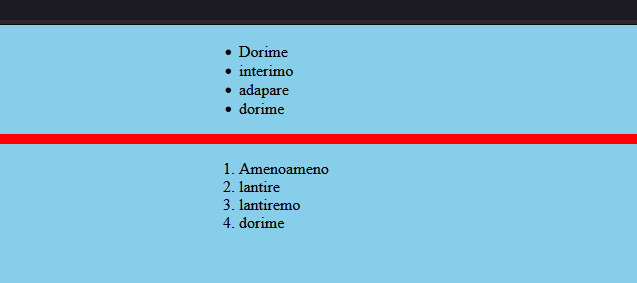 • Dorime
• interimo
• adapare
• dorime
1. Amenoameno
2. lantire
3. lantiremo
4. dorime